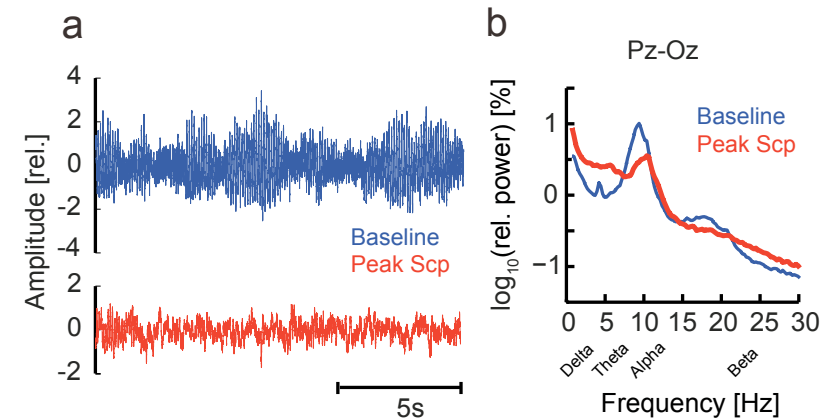 a
4
2
0
-2
-4
Amplitude [rel.]
Baseline
Peak Scp
2
0
-2
5s
b
Pz-Oz
log10(rel. power) [%]
1
0
−1
Baseline
Peak Scp
0 5 10 15 20 25 30
Delta Theta Alpha Beta
Frequency [Hz]